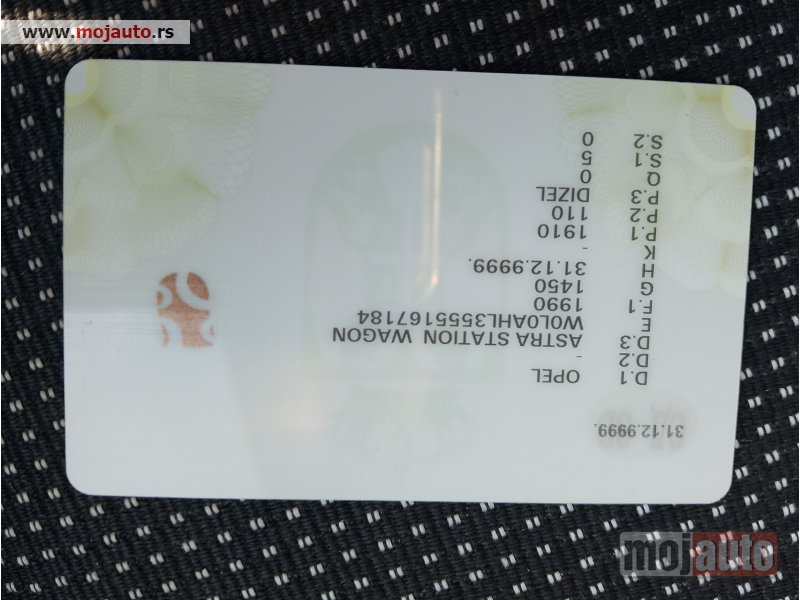 www.mojauto.rs
31.12.9999.
D.1 OPEL
D.2 -
D.3 ASTRA STATION WAGON
E W0L0AHL3555167184
F.1 1990
G 1450
H 31.12.9999.
K -
P.1 1910
P.2 110
P.3 DIZEL
Q 0
S.1 5
S.2 0
mojauto